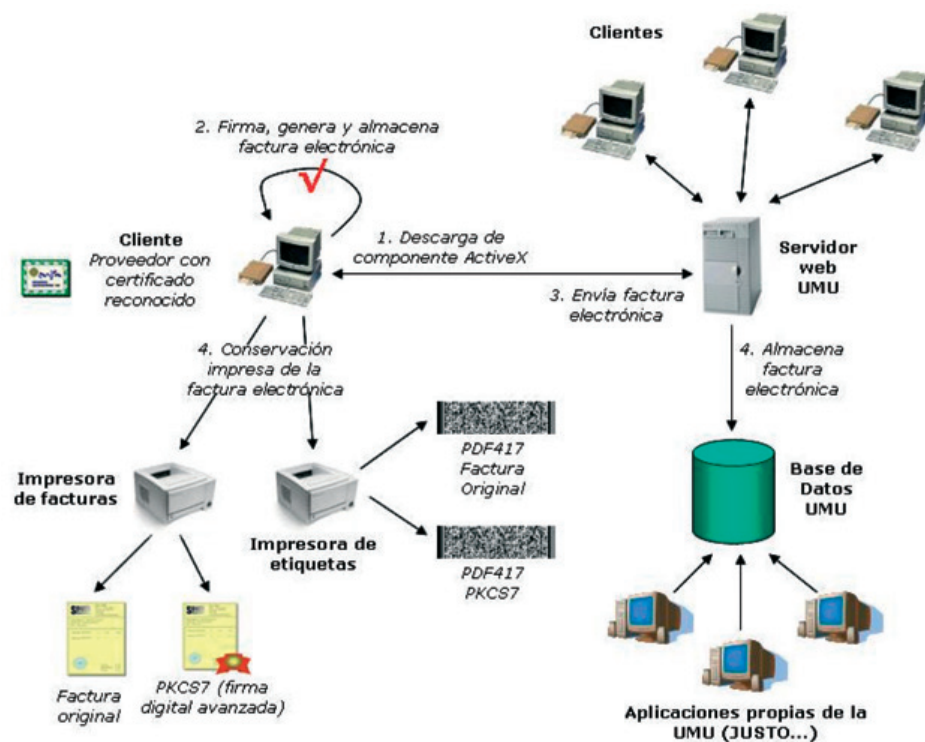 Clientes
2. Firma, genera y almacena
factura electrónica
Cliente
Proveedor con
certificado
reconocido
1. Descarga de
componente ActiveX
3. Envía factura
electrónica
Servidor
web
UMU
4. Conservación
impresa de la
factura electrónica
4. Almacena
factura
electrónica
PDF417
Factura
Original
Impresora
de facturas
Impresora de
etiquetas
PDF417
PKCS7
Base de
Datos
UMU
Factura
original
PKCS7 (firma
digital avanzada)
Aplicaciones propias de la
UMU (JUSTO...)